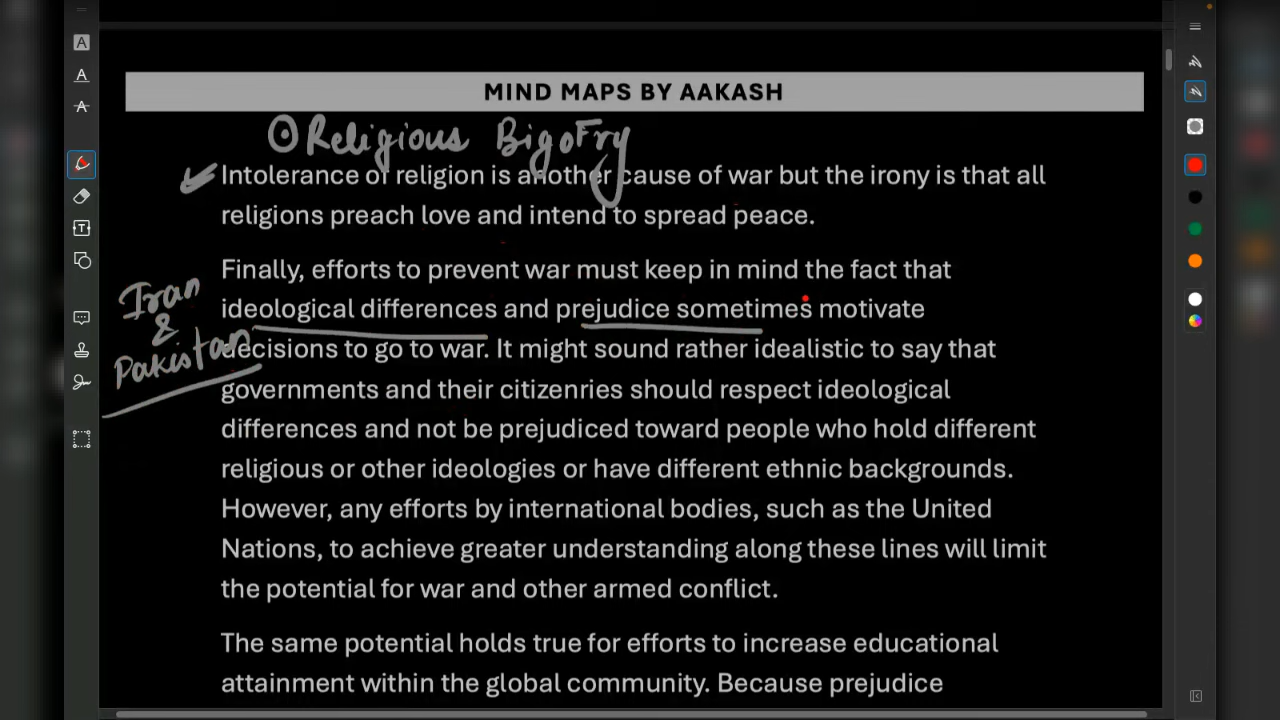 MIND MAPS BY AAKASH
Religious Bigotry
Intolerance of religion is another cause of war but the irony is that all
religions preach love and intend to spread peace.
Finally, efforts to prevent war must keep in mind the fact that
Iran
ideological differences and prejudice sometimes motivate
&
Pakistan
decisions to go to war. It might sound rather idealistic to say that
governments and their citizenries should respect ideological
differences and not be prejudiced toward people who hold different
religious or other ideologies or have different ethnic backgrounds.
However, any efforts by international bodies, such as the United
Nations, to achieve greater understanding along these lines will limit
the potential for war and other armed conflict.
The same potential holds true for efforts to increase educational
attainment within the global community. Because prejudice